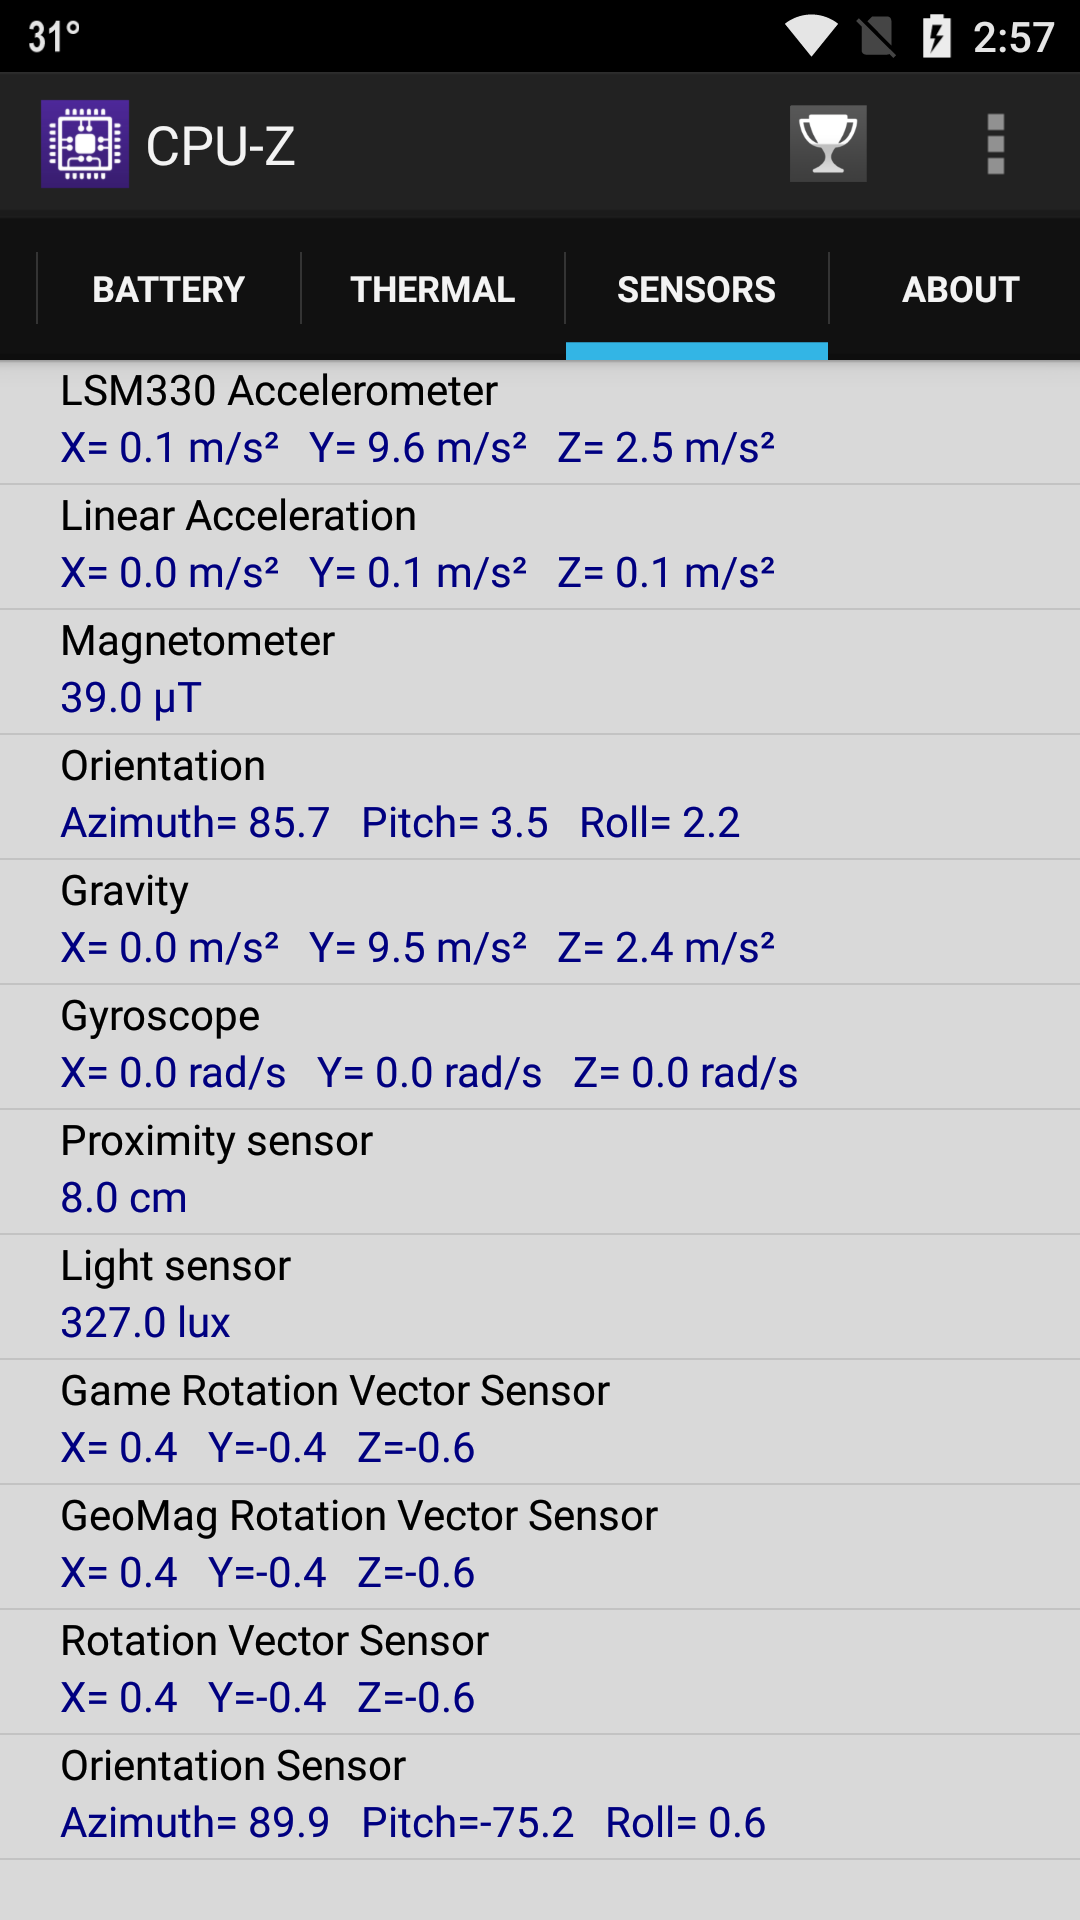 31°
2:57
CPU-Z
BATTERY THERMAL SENSORS ABOUT
LSM330 Accelerometer
X= 0.1 m/s² Y= 9.6 m/s² Z= 2.5 m/s²
Linear Acceleration
X= 0.0 m/s² Y= 0.1 m/s² Z= 0.1 m/s²
Magnetometer
39.0 μT
Orientation
Azimuth= 85.7 Pitch= 3.5 Roll= 2.2
Gravity
X= 0.0 m/s² Y= 9.5 m/s² Z= 2.4 m/s²
Gyroscope
X= 0.0 rad/s Y= 0.0 rad/s Z= 0.0 rad/s
Proximity sensor
8.0 cm
Light sensor
327.0 lux
Game Rotation Vector Sensor
X= 0.4 Y=-0.4 Z=-0.6
GeoMag Rotation Vector Sensor
X= 0.4 Y=-0.4 Z=-0.6
Rotation Vector Sensor
X= 0.4 Y=-0.4 Z=-0.6
Orientation Sensor
Azimuth= 89.9 Pitch=-75.2 Roll= 0.6